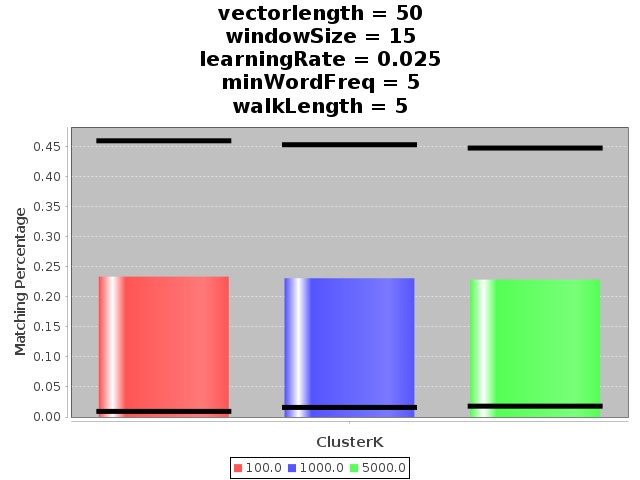 vectorlength = 50
windowSize = 15
learningRate = 0.025
minWordFreq = 5
walkLength = 5
0.45
0.40
0.35
0.30
0.25
0.20
0.15
0.10
0.05
0.00
Matching Percentage
ClusterK
100.0 1000.0 5000.0